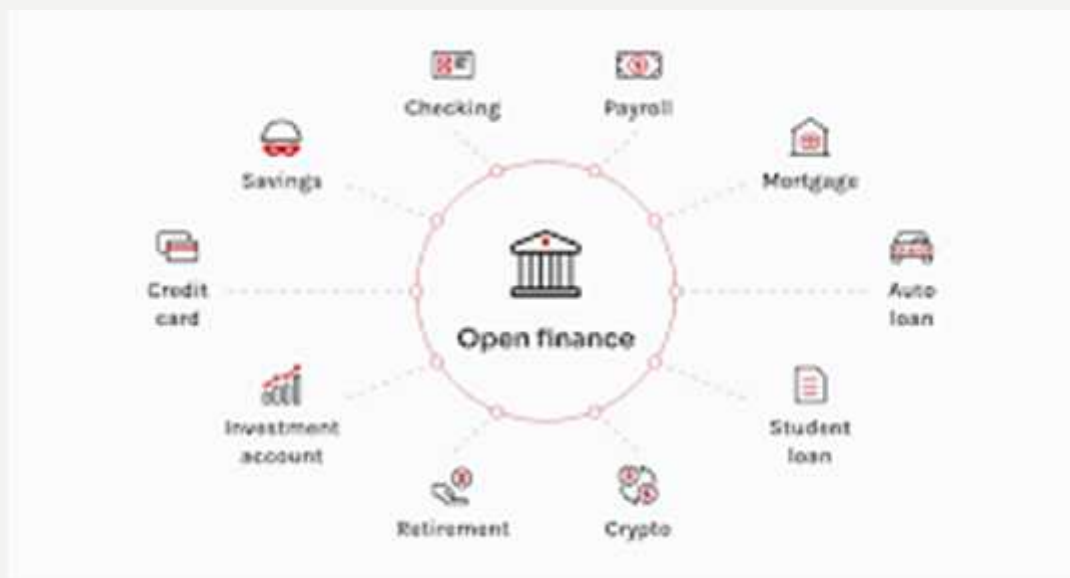 Checking
Payroll
Savings
Mortgage
Credit
card
Open finance
Auto
loan
Investment
account
Student
loan
Retirement
Crypto